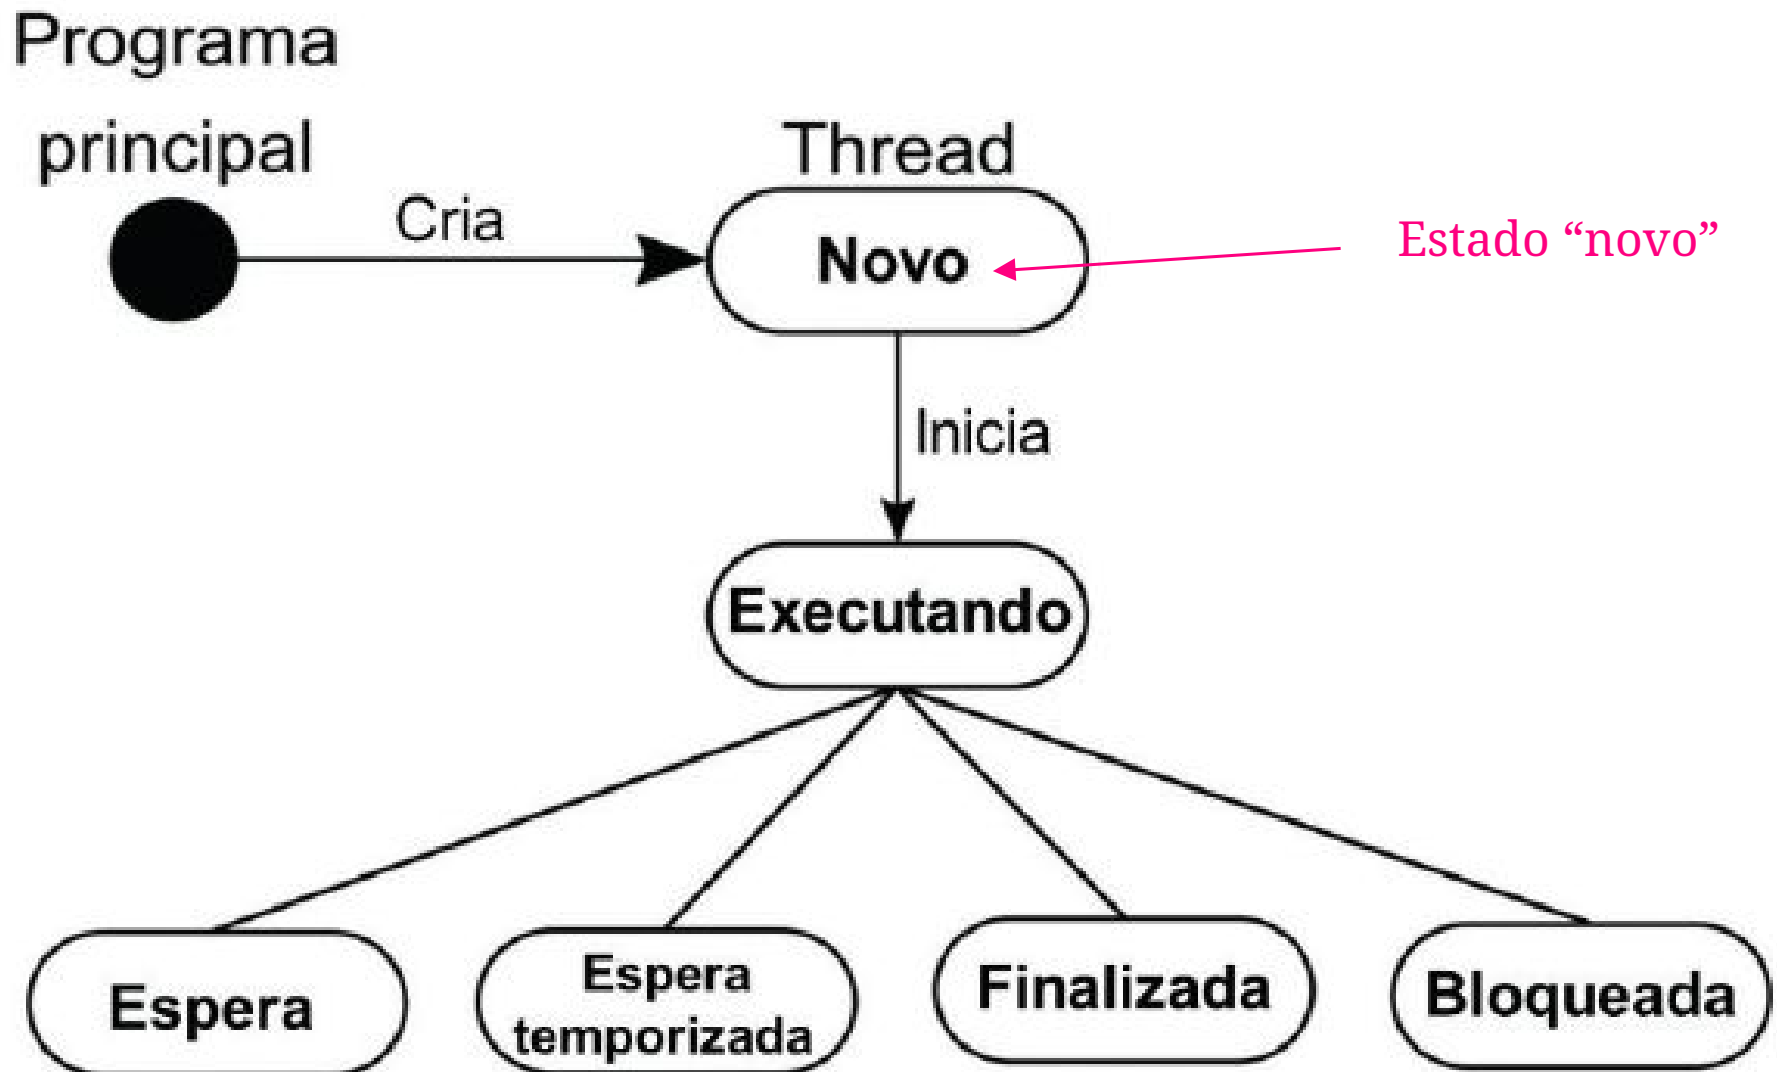 Programa
principal
Thread
Cria
Novo
Estado “novo”
Inicia
Executando
Espera
Espera
temporizada
Finalizada
Bloqueada